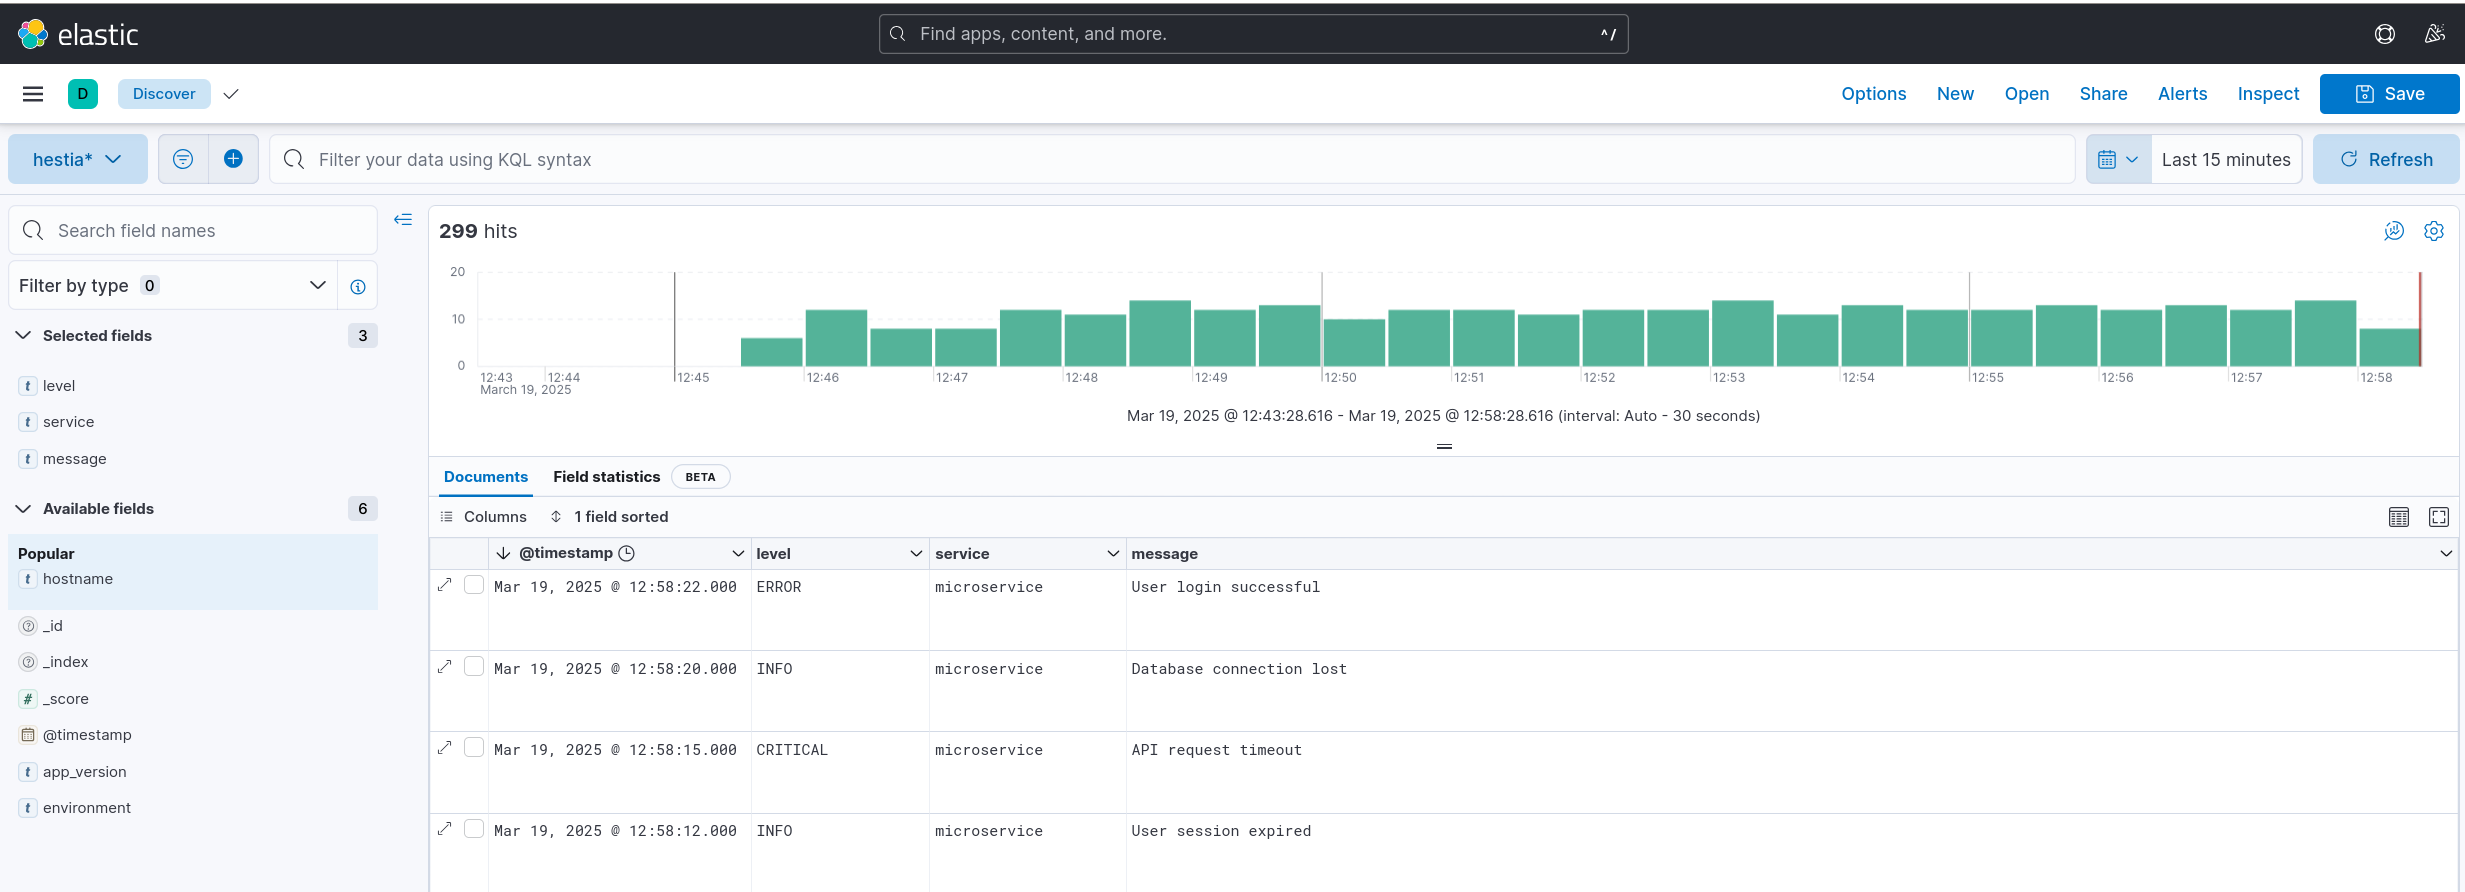 elastic
Find apps, content, and more.
^/
D
Discover
Options New Open Share Alerts Inspect Save
hestia*
Filter your data using KQL syntax
Last 15 minutes
Refresh
Search field names
Filter by type 0
Selected fields 3
t level
t service
t message
Available fields 6
Popular
t hostname
_id
_index
# _score
@timestamp
t app_version
t environment
299 hits
20
10
0
12:43 12:44 12:45 12:46 12:47 12:48 12:49 12:50 12:51 12:52 12:53 12:54 12:55 12:56 12:57 12:58
March 19, 2025
Mar 19, 2025 @ 12:43:28.616 - Mar 19, 2025 @ 12:58:28.616 (interval: Auto - 30 seconds)
Documents Field statistics BETA
Columns 1 field sorted
@timestamp level service message
Mar 19, 2025 @ 12:58:22.000 ERROR microservice User login successful
Mar 19, 2025 @ 12:58:20.000 INFO microservice Database connection lost
Mar 19, 2025 @ 12:58:15.000 CRITICAL microservice API request timeout
Mar 19, 2025 @ 12:58:12.000 INFO microservice User session expired